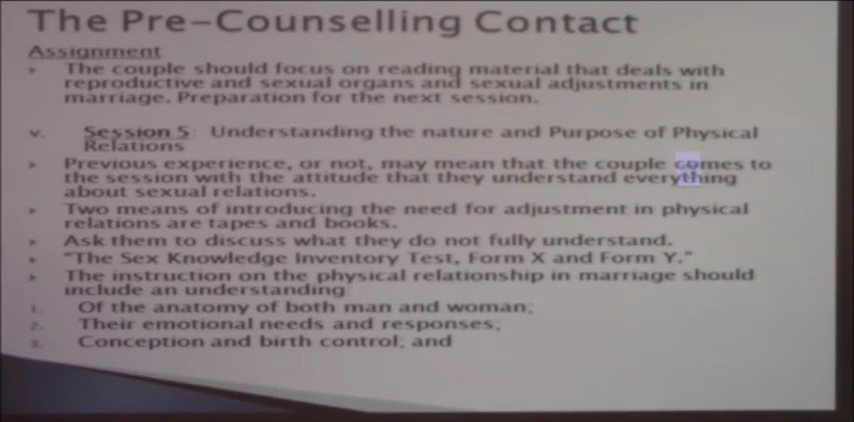 The Pre-Counselling Contact
Assignment
The couple should focus on reading material that deals with
reproductive and sexual organs and sexual adjustments in
marriage. Preparation for the next session.
v. Session 5: Understanding the nature and Purpose of Physical
Relations
Previous experience, or not, may mean that the couple comes to
the session with the attitude that they understand everything
about sexual relations.
Two means of introducing the need for adjustment in physical
relations are tapes and books.
Ask them to discuss what they do not fully understand.
"The Sex Knowledge Inventory Test, Form X and Form Y."
The instruction on the physical relationship in marriage should
include an understanding:
1. Of the anatomy of both man and woman;
2. Their emotional needs and responses;
3. Conception and birth control; and